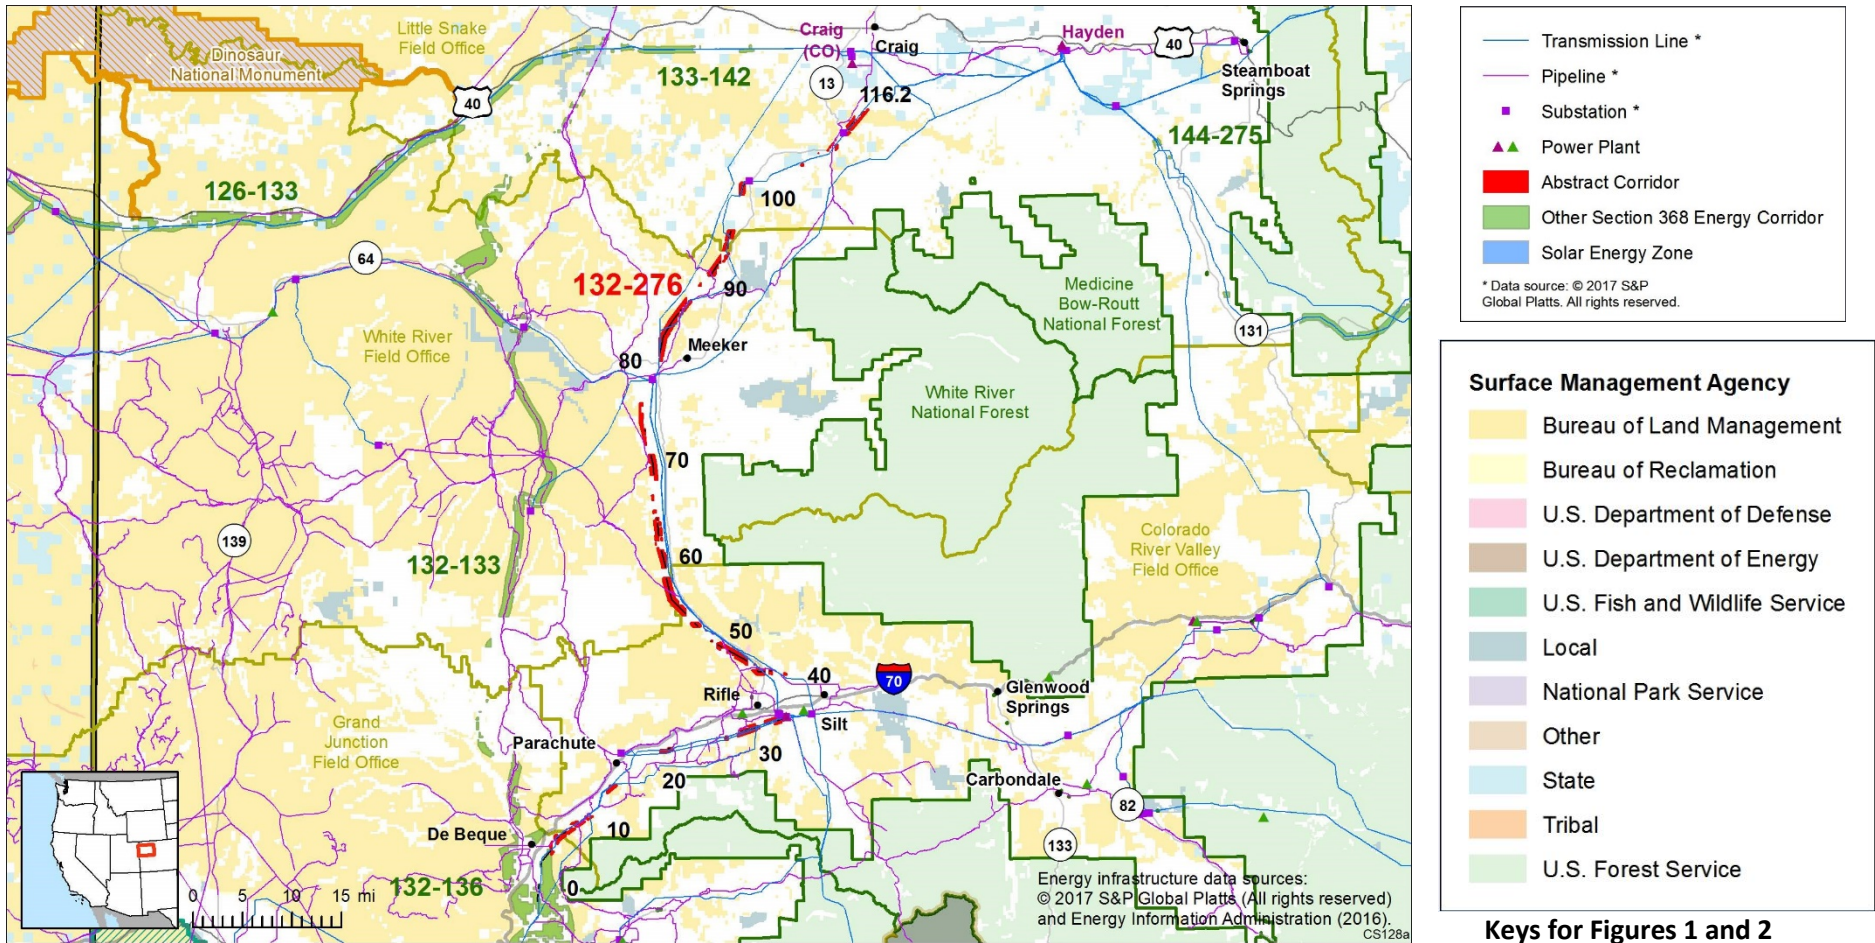 Little Snake
Field Office
Dinosaur
National Monument
40
133-142
Craig
(CO)
Craig
13
116.2
Hayden
40
Steamboat
Springs
144-275
126-133
100
64
132-276
90
Medicine
Bow-Routt
National Forest
131
White River
Field Office
Meeker
80
White River
National Forest
70
139
132-133
60
Colorado
River Valley
Field Office
50
40
70
Rifle
Silt
Glenwood
Springs
Grand
Junction
Field Office
Parachute
30
20
Carbondale
82
De Beque
10
133
132-136
0
0 5 10 15 mi
Energy infrastructure data sources:
© 2017 S&P Global Platts (All rights reserved)
and Energy Information Administration (2016).
CS128a
Transmission Line *
Pipeline *
Substation *
Power Plant
Abstract Corridor
Other Section 368 Energy Corridor
Solar Energy Zone
* Data source: © 2017 S&P
Global Platts. All rights reserved.
Surface Management Agency
Bureau of Land Management
Bureau of Reclamation
U.S. Department of Defense
U.S. Department of Energy
U.S. Fish and Wildlife Service
Local
National Park Service
Other
State
Tribal
U.S. Forest Service
Keys for Figures 1 and 2